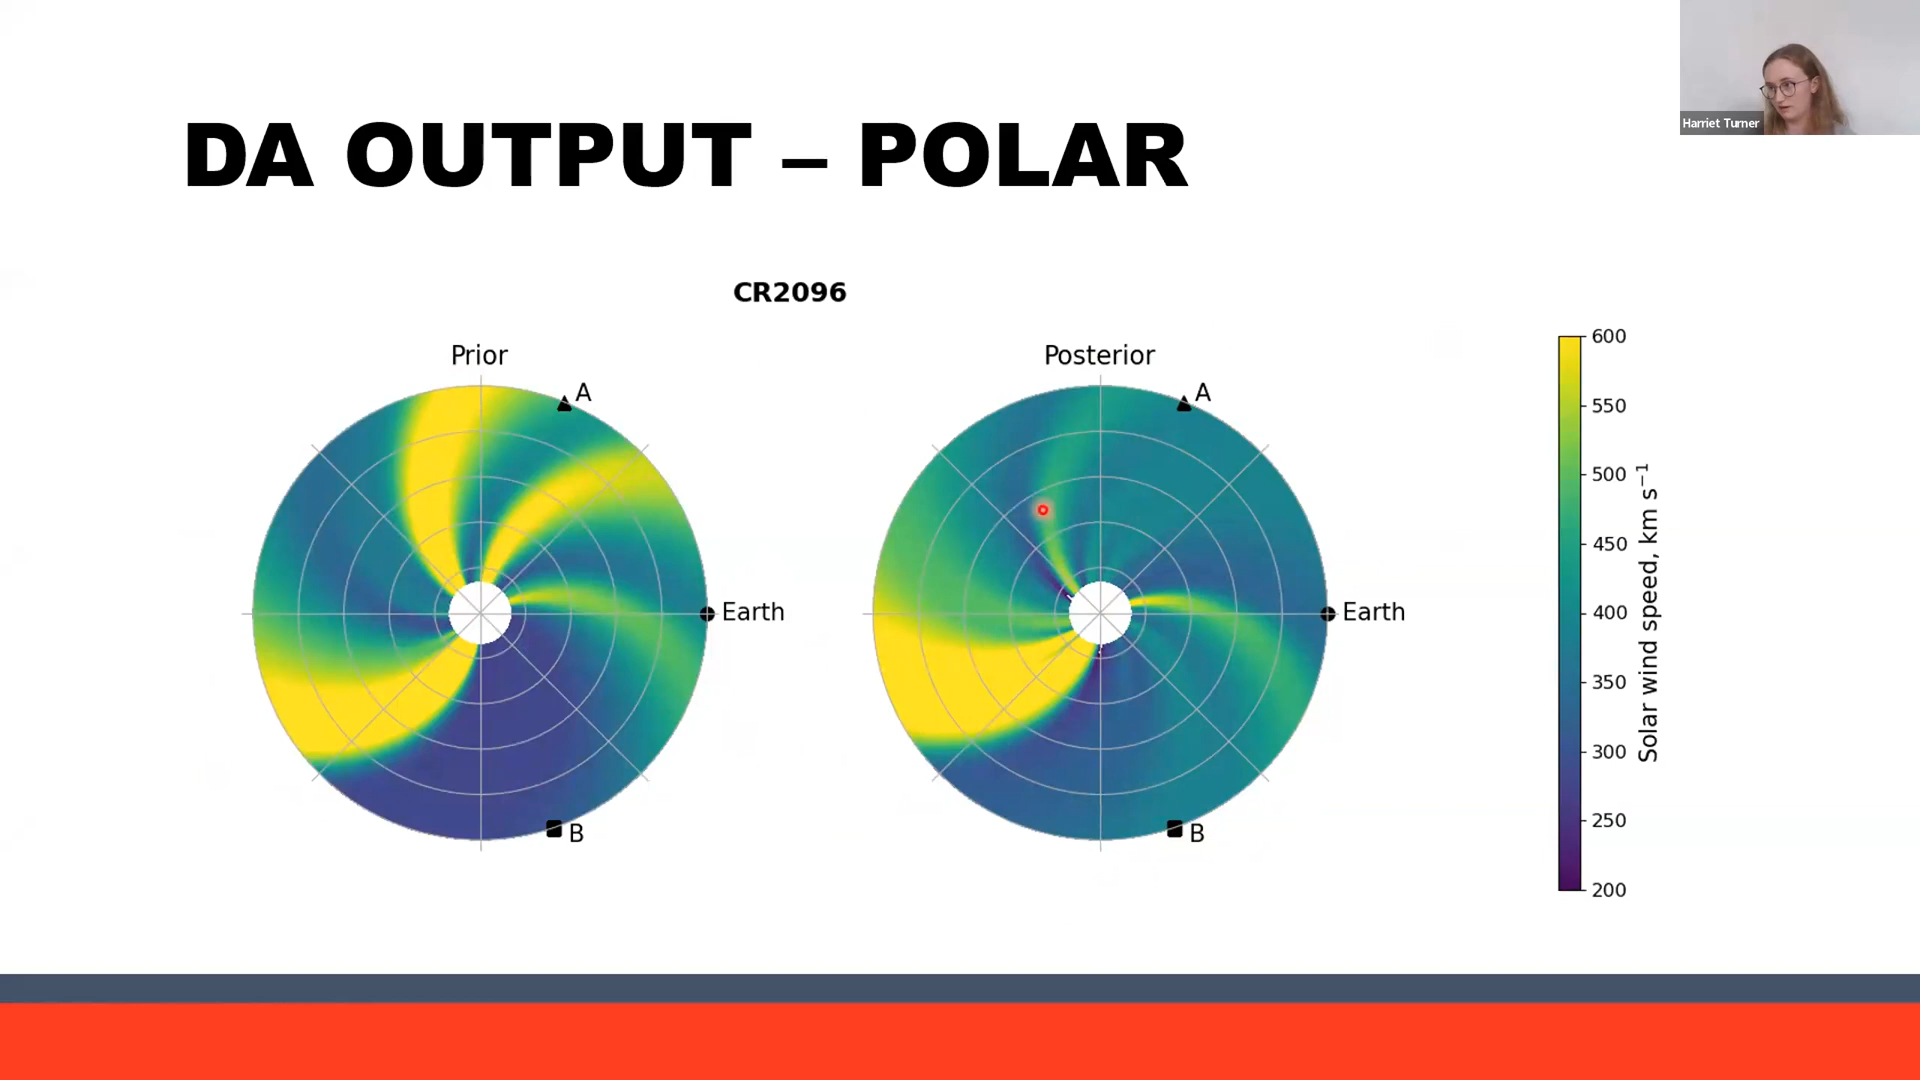 Harriet Turner
DA OUTPUT – POLAR
CR2096
Prior
Posterior
A
A
Earth
Earth
B
B
600
550
500
450
400
350
300
250
200
Solar wind speed, km s⁻¹